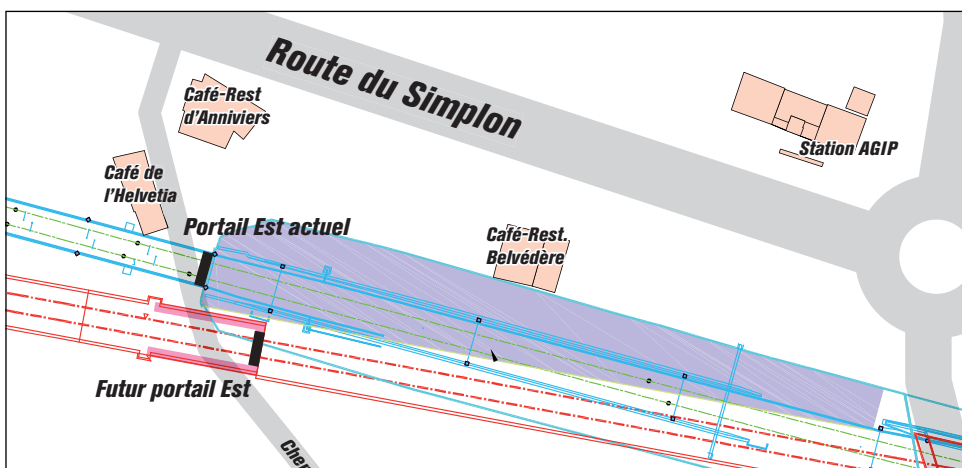 Route du Simplon
Café-Rest
d'Anniviers
Station AGIP
Café de
l'Helvetia
Portail Est actuel
Café-Rest.
Belvédère
Futur portail Est